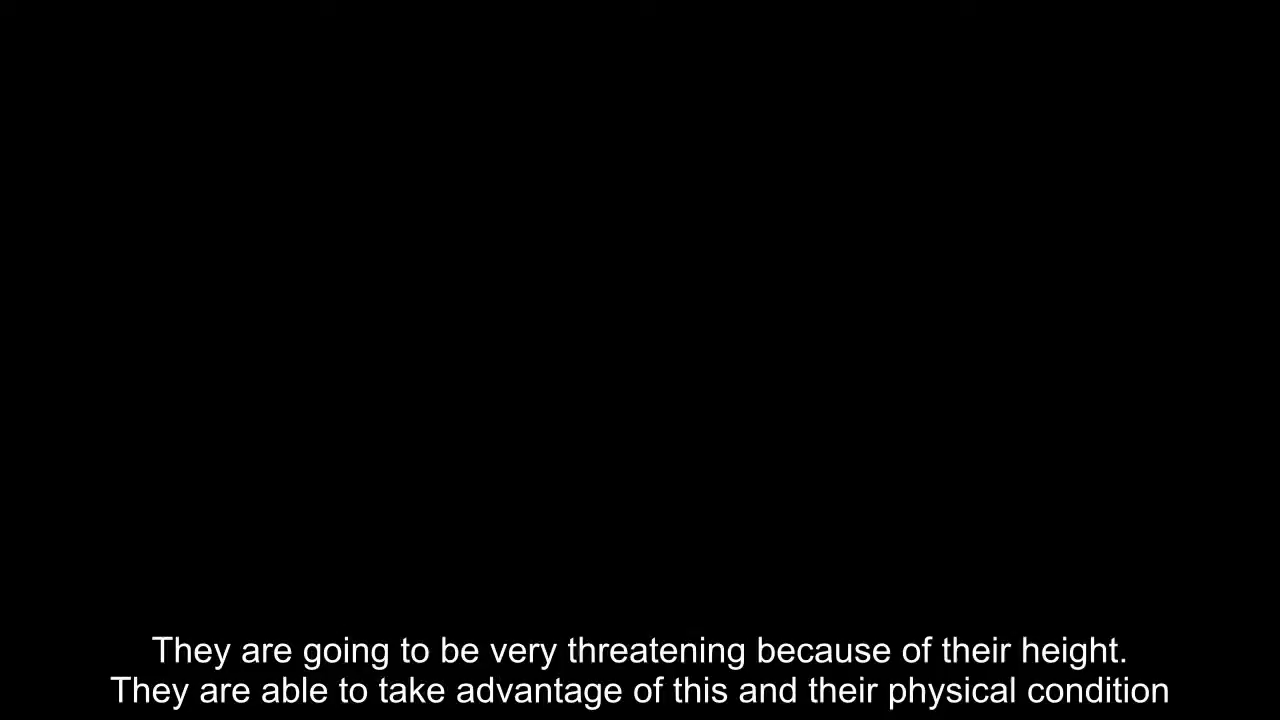 They are going to be very threatening because of their height.
They are able to take advantage of this and their physical condition